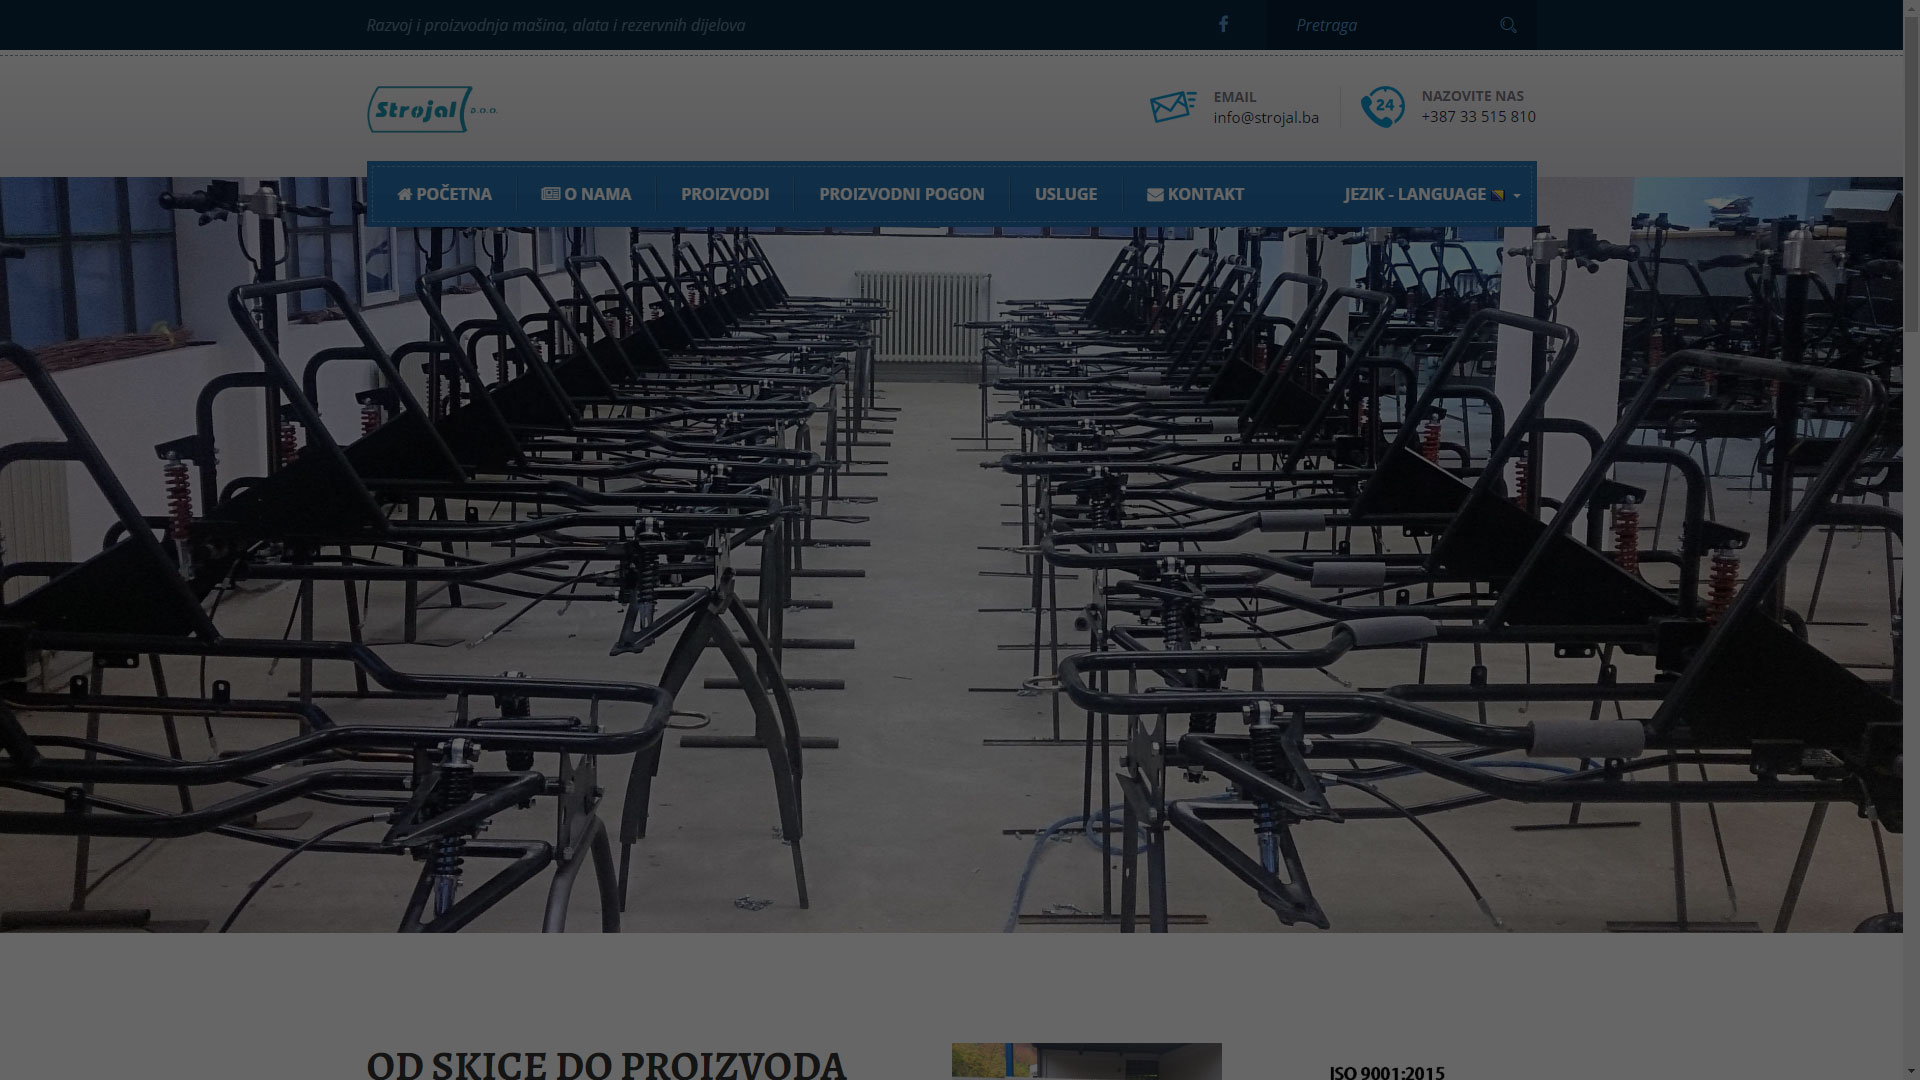 Razvoj i proizvodnja mašina, alata i rezervnih dijelova
Pretraga
Strojal d.o.o.
EMAIL
info@strojal.ba
24
NAZOVITE NAS
+387 33 515 810
POČETNA
O NAMA
PROIZVODI
PROIZVODNI POGON
USLUGE
KONTAKT
JEZIK - LANGUAGE
OD SKICE DO PROIZVODA
ISO 9001:2015